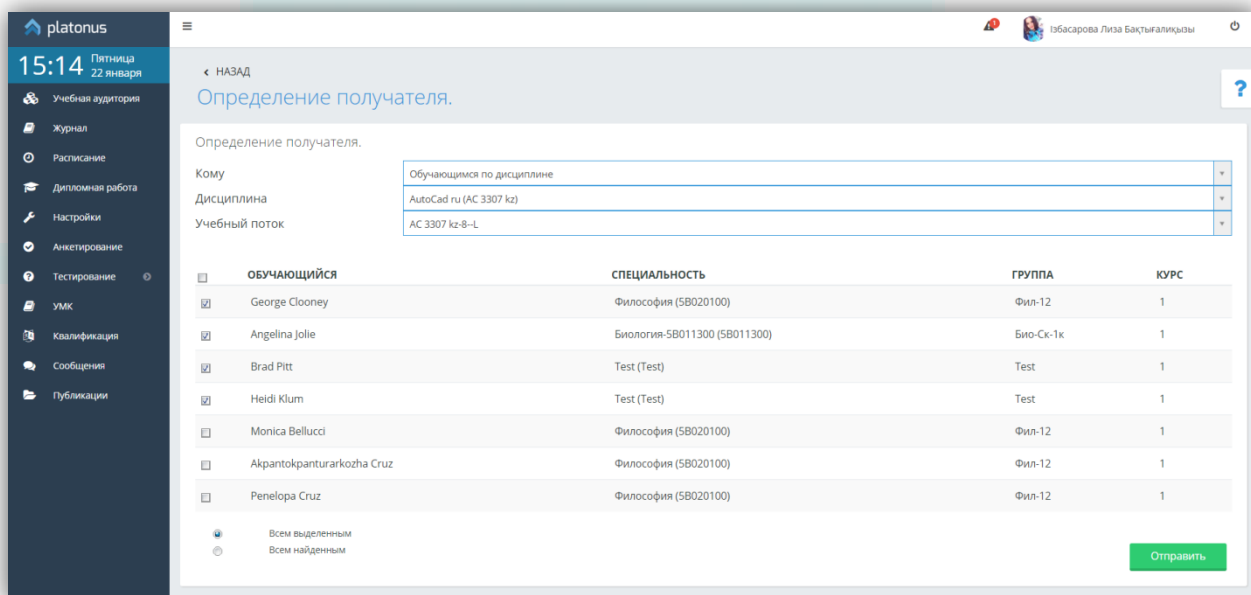 platonus
1
Ізбасарова Лиза Бақтығалиқызы
15:14 Пятница
22 января
Учебная аудитория
Журнал
Расписание
Дипломная работа
Настройки
Анкетирование
Тестирование
УМК
Квалификация
Сообщения
Публикации
НАЗАД
Определение получателя.
?
Определение получателя.
Кому Обучающимся по дисциплине
Дисциплина AutoCad ru (AC 3307 kz)
Учебный поток AC 3307 kz-8--L
ОБУЧАЮЩИЙСЯ СПЕЦИАЛЬНОСТЬ ГРУППА КУРС
George Clooney Философия (5B020100) Фил-12 1
Angelina Jolie Биология-5B011300 (5B011300) Био-Ск-1к 1
Brad Pitt Test (Test) Test 1
Heidi Klum Test (Test) Test 1
Monica Bellucci Философия (5B020100) Фил-12 1
Akpantokpanturarkozha Cruz Философия (5B020100) Фил-12 1
Penelopa Cruz Философия (5B020100) Фил-12 1
Всем выделенным
Всем найденным
Отправить